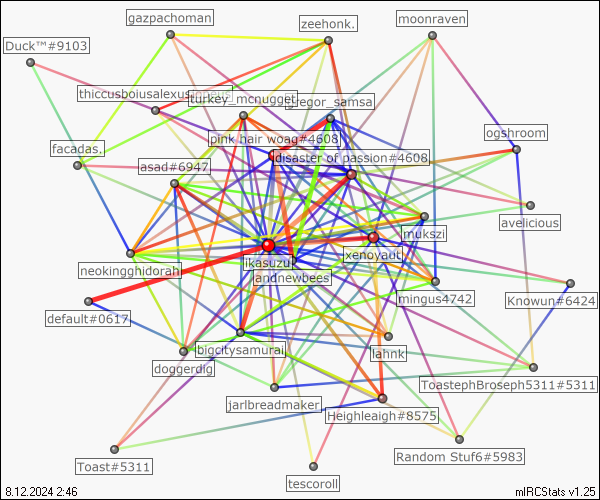 gazpachoman
moonraven
zeehonk.
Duck™#9103
thiccusboiusalexus
turkey_mcnugget
gregor_samsa
ogshroom
pink hair woag#4608
facadas.
disaster of passion#4608
asad#6947
avelicious
mukszi
xenoyaut
ikasuzu
neokingghidorah
andnewbees
mingus4742
Knowun#6424
default#0617
bigcitysamurai
lahnk
doggerdig
ToastephBroseph5311#5311
jarlbreadmaker
Heighleagh#8575
Random Stuf6#5983
Toast#5311
tescoroll
8.12.2024 2:46
mIRCStats v1.25